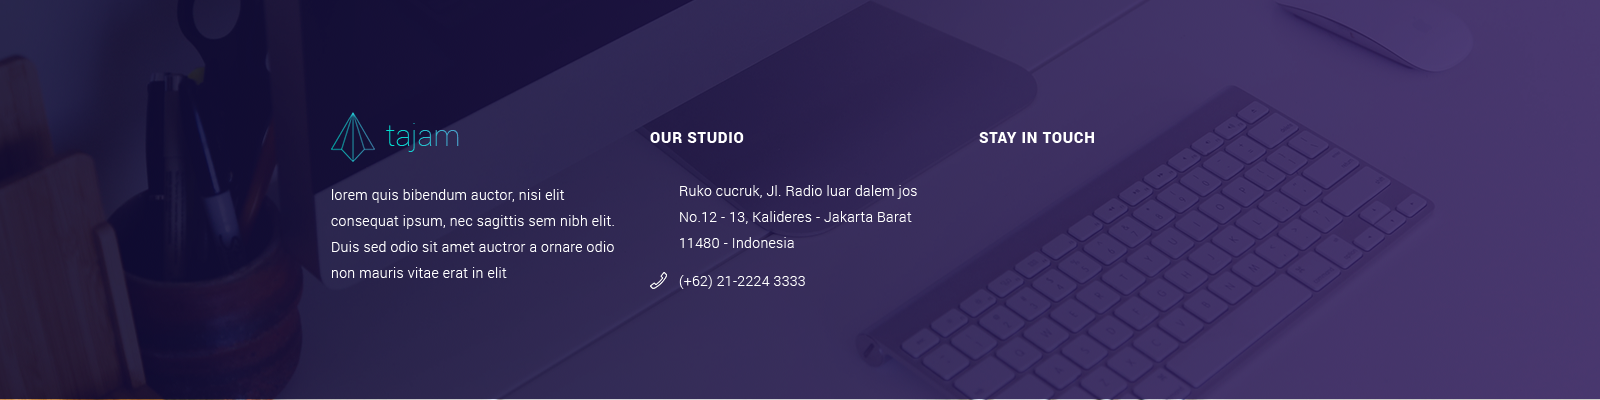 tajam
lorem quis bibendum auctor, nisi elit
consequat ipsum, nec sagittis sem nibh elit.
Duis sed odio sit amet auctror a ornare odio
non mauris vitae erat in elit
OUR STUDIO
Ruko cucruk, Jl. Radio luar dalem jos
No.12 - 13, Kalideres - Jakarta Barat
11480 - Indonesia
(+62) 21-2224 3333
STAY IN TOUCH